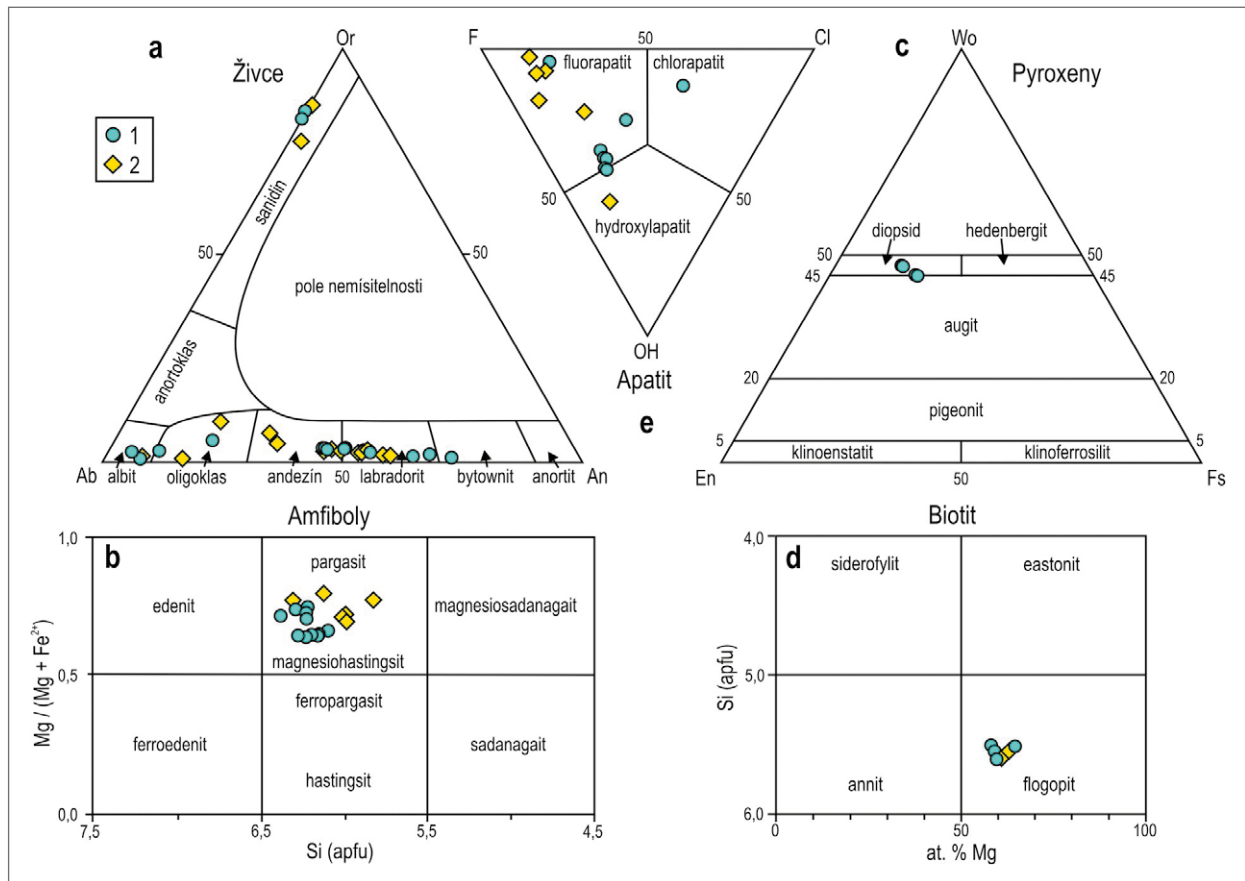 a
Živce
Or
1
2
sanidin
50
50
pole nemísitelnosti
anortoklas
Ab
albit
oligoklas
andezín
50
labradorit
bytownit
anortit
An
F
50
Cl
fluorapatit
chlorapatit
50
50
hydroxylapatit
OH
Apatit
e
c
Wo
Pyroxeny
diopsid
hedenbergit
50
50
45
45
augit
20
20
pigeonit
5
5
klinoenstatit
klinoferrosilit
En
50
Fs
Amfiboly
b
1,0
pargasit
edenit
magnesiosadanagait
magnesiohastingsit
0,5
ferropargasit
ferroedenit
sadanagait
hastingsit
0,0
7,5
6,5
5,5
4,5
Mg / (Mg + Fe²⁺)
Si (apfu)
Biotit
d
4,0
siderofylit
eastonit
5,0
annit
flogopit
6,0
0
50
100
Si (apfu)
at. % Mg